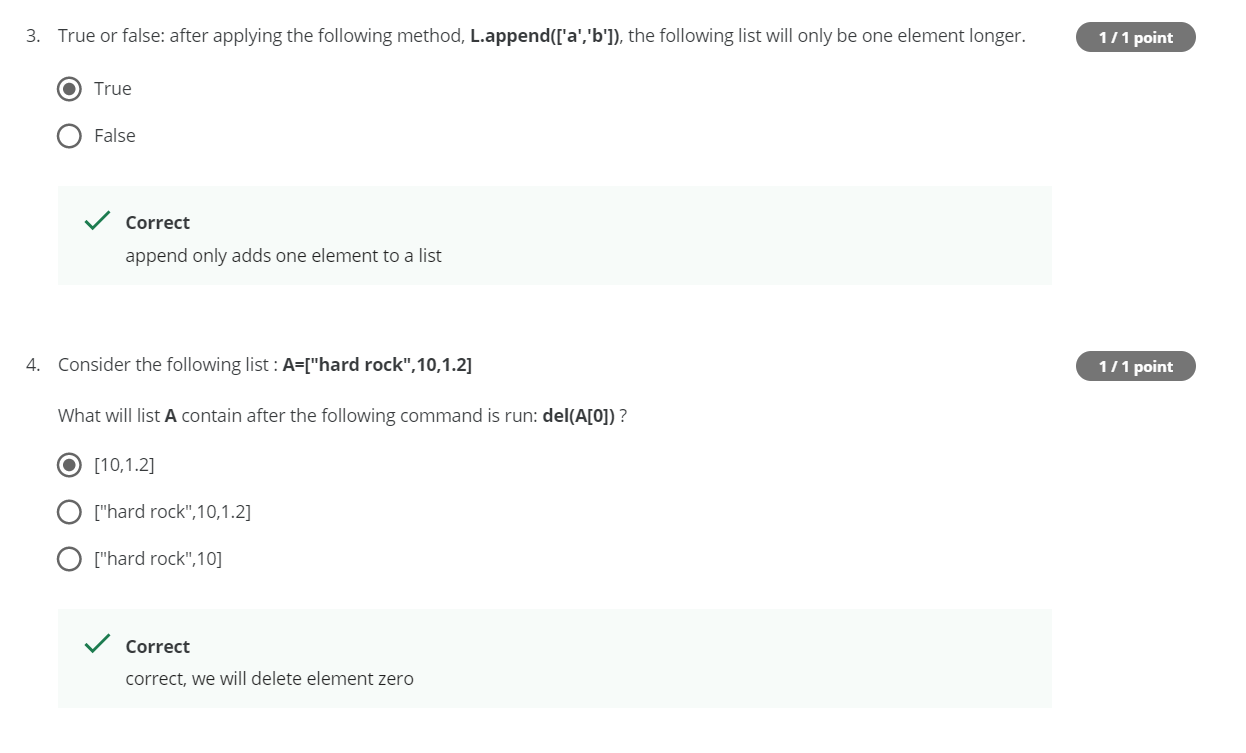 3. True or false: after applying the following method, L.append(['a','b']), the following list will only be one element longer.
1 / 1 point
True
False
Correct
append only adds one element to a list
4. Consider the following list : A=["hard rock",10,1.2]
1 / 1 point
What will list A contain after the following command is run: del(A[0]) ?
[10,1.2]
["hard rock",10,1.2]
["hard rock",10]
Correct
correct, we will delete element zero